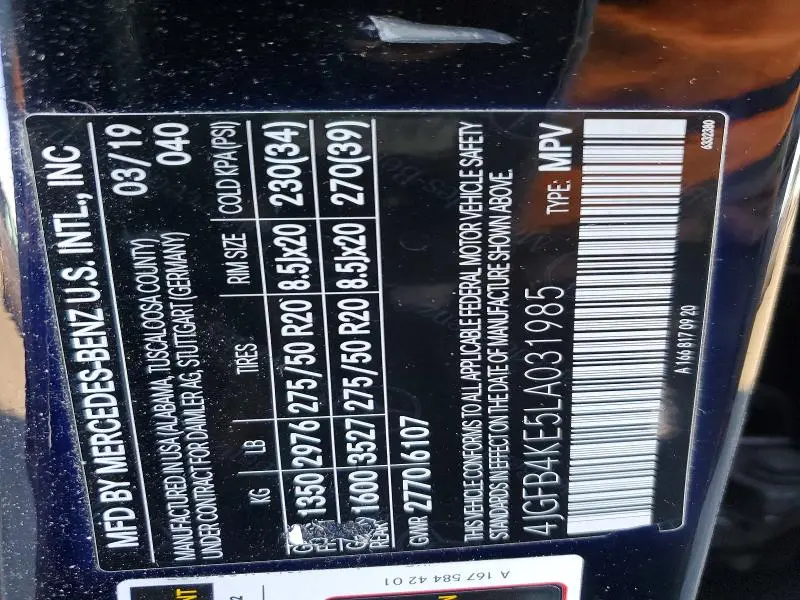 MFD BY MERCEDES-BENZ U.S. INTL., INC
03/19
MANUFACTURED IN USA (ALABAMA, TUSCALOOSA COUNTY)
UNDER CONTRACT FOR DAIMLER AG, STUTTGART (GERMANY) 040
KG LB TIRES RIM SIZE COLD KPA (PSI)
1350 2976 275/50 R20 8.5Jx20 230(34)
1600 3527 275/50 R20 8.5Jx20 270(39)
REAR
GVWR 2770/6107
THIS VEHICLE CONFORMS TO ALL APPLICABLE FEDERAL MOTOR VEHICLE SAFETY
STANDARDS IN EFFECT ON THE DATE OF MANUFACTURE SHOWN ABOVE.
4JGFB4KE5LA031985 TYPE: MPV
A 166 817 09 20
6332380
A 167 584 42 01